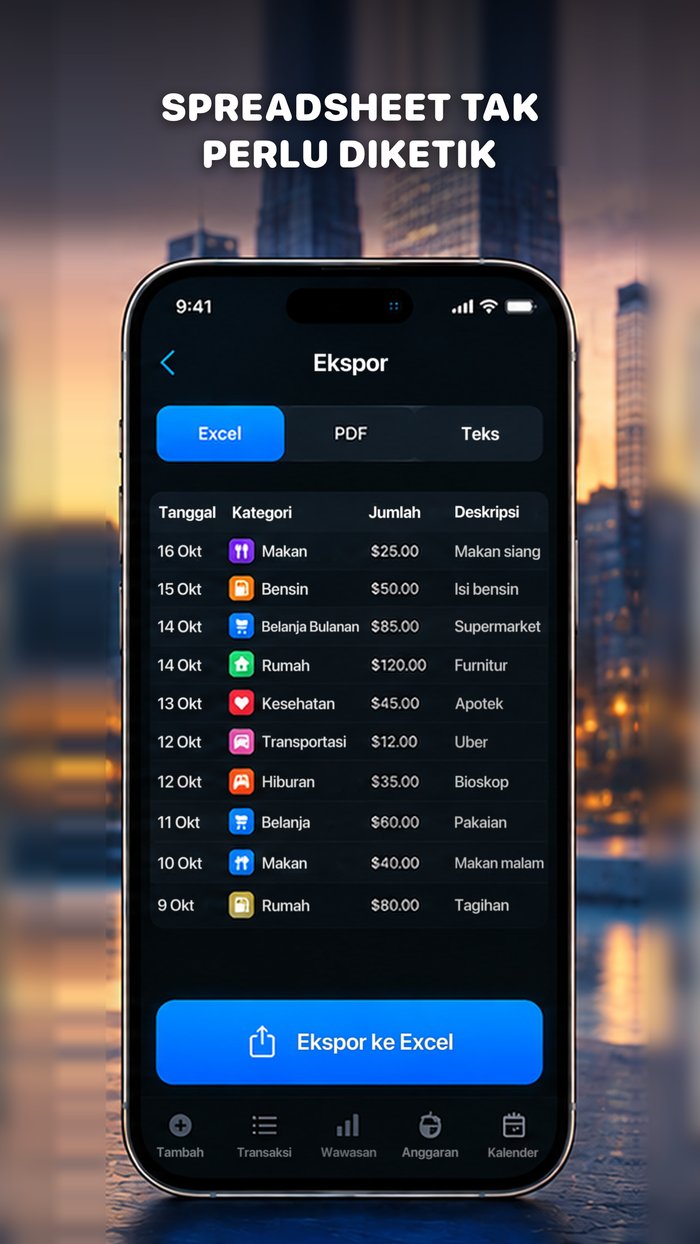 SPREADSHEET TAK
PERLU DIKETIK
9:41
Ekspor
Excel PDF Teks
Tanggal Kategori Jumlah Deskripsi
16 Okt Makan $25.00 Makan siang
15 Okt Bensin $50.00 Isi bensin
14 Okt Belanja Bulanan $85.00 Supermarket
14 Okt Rumah $120.00 Furnitur
13 Okt Kesehatan $45.00 Apotek
12 Okt Transportasi $12.00 Uber
12 Okt Hiburan $35.00 Bioskop
11 Okt Belanja $60.00 Pakaian
10 Okt Makan $40.00 Makan malam
9 Okt Rumah $80.00 Tagihan
Ekspor ke Excel
Tambah Transaksi Wawasan Anggaran Kalender